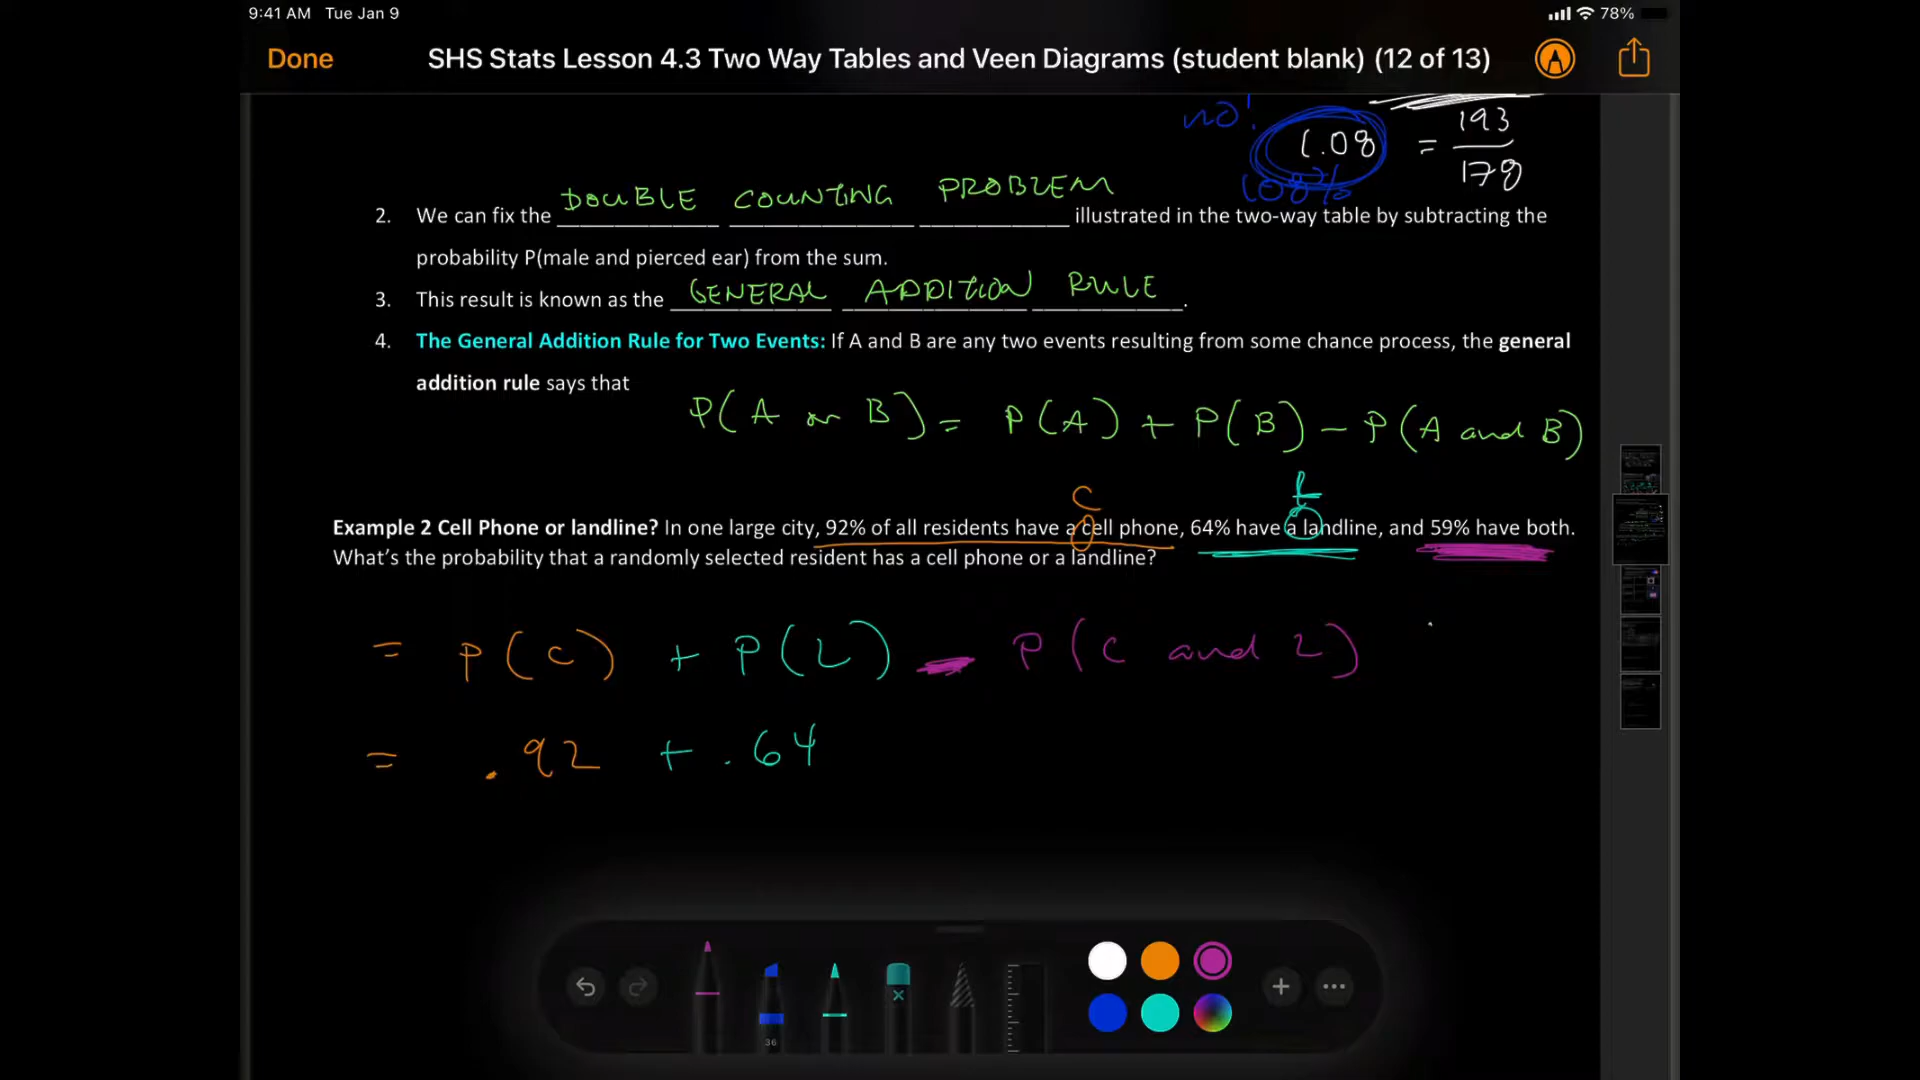 9:41 AM Tue Jan 9 78%
Done SHS Stats Lesson 4.3 Two Way Tables and Veen Diagrams (student blank) (12 of 13)
no! 1.08 = 193
178
108%
2. We can fix the DOUBLE COUNTING PROBLEM illustrated in the two-way table by subtracting the
probability P(male and pierced ear) from the sum.
3. This result is known as the GENERAL ADDITION RULE.
4. The General Addition Rule for Two Events: If A and B are any two events resulting from some chance process, the general
addition rule says that
P(A or B) = P(A) + P(B) - P(A and B)
C L
Example 2 Cell Phone or landline? In one large city, 92% of all residents have a cell phone, 64% have a landline, and 59% have both.
What's the probability that a randomly selected resident has a cell phone or a landline?
= P(C) + P(L) - P(C and L)
= .92 + .64
36